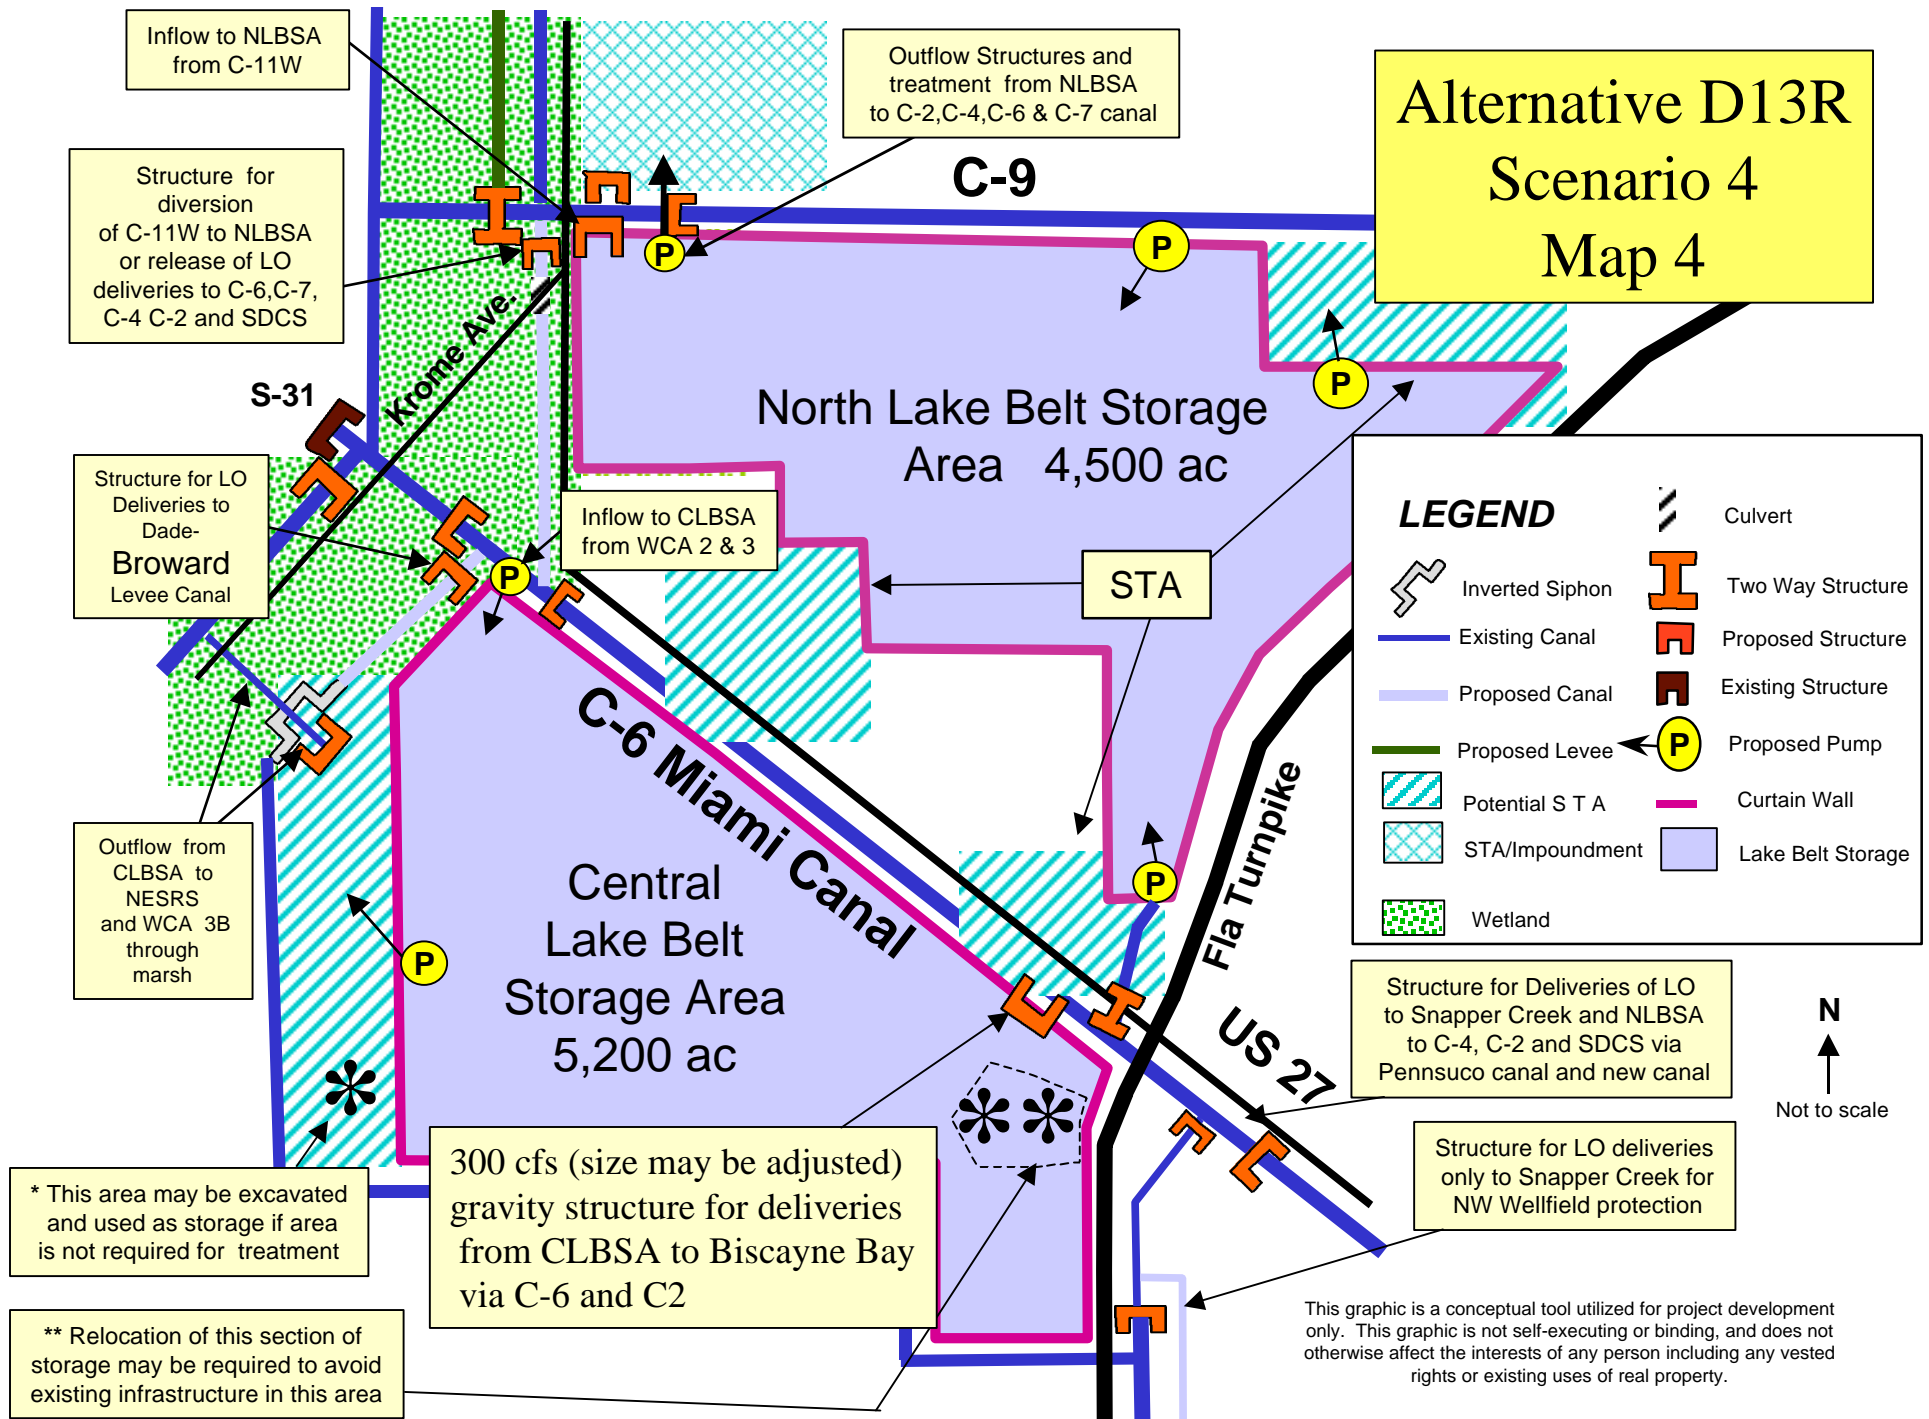 Inflow to NLBSA
from C-11W
Outflow Structures and
treatment from NLBSA
to C-2,C-4,C-6 & C-7 canal
Alternative D13R
Scenario 4
Map 4
C-9
Structure for
diversion
of C-11W to NLBSA
or release of LO
deliveries to C-6,C-7,
C-4 C-2 and SDCS
P
P
P
Krome Ave.
S-31
North Lake Belt Storage
Area 4,500 ac
Structure for LO
Deliveries to
Dade-
Broward
Levee Canal
Inflow to CLBSA
from WCA 2 & 3
P
STA
LEGEND
Culvert
Inverted Siphon
Two Way Structure
Existing Canal
Proposed Structure
Proposed Canal
Existing Structure
Proposed Levee
P
Proposed Pump
Potential S T A
Curtain Wall
STA/Impoundment
Lake Belt Storage
Wetland
C-6 Miami Canal
Fla Turnpike
P
Outflow from
CLBSA to
NESRS
and WCA 3B
through
marsh
P
Central
Lake Belt
Storage Area
5,200 ac
US 27
Structure for Deliveries of LO
to Snapper Creek and NLBSA
to C-4, C-2 and SDCS via
Pennsuco canal and new canal
N
Not to scale
*
* *
300 cfs (size may be adjusted)
gravity structure for deliveries
from CLBSA to Biscayne Bay
via C-6 and C2
Structure for LO deliveries
only to Snapper Creek for
NW Wellfield protection
* This area may be excavated
and used as storage if area
is not required for treatment
** Relocation of this section of
storage may be required to avoid
existing infrastructure in this area
This graphic is a conceptual tool utilized for project development
only. This graphic is not self-executing or binding, and does not
otherwise affect the interests of any person including any vested
rights or existing uses of real property.